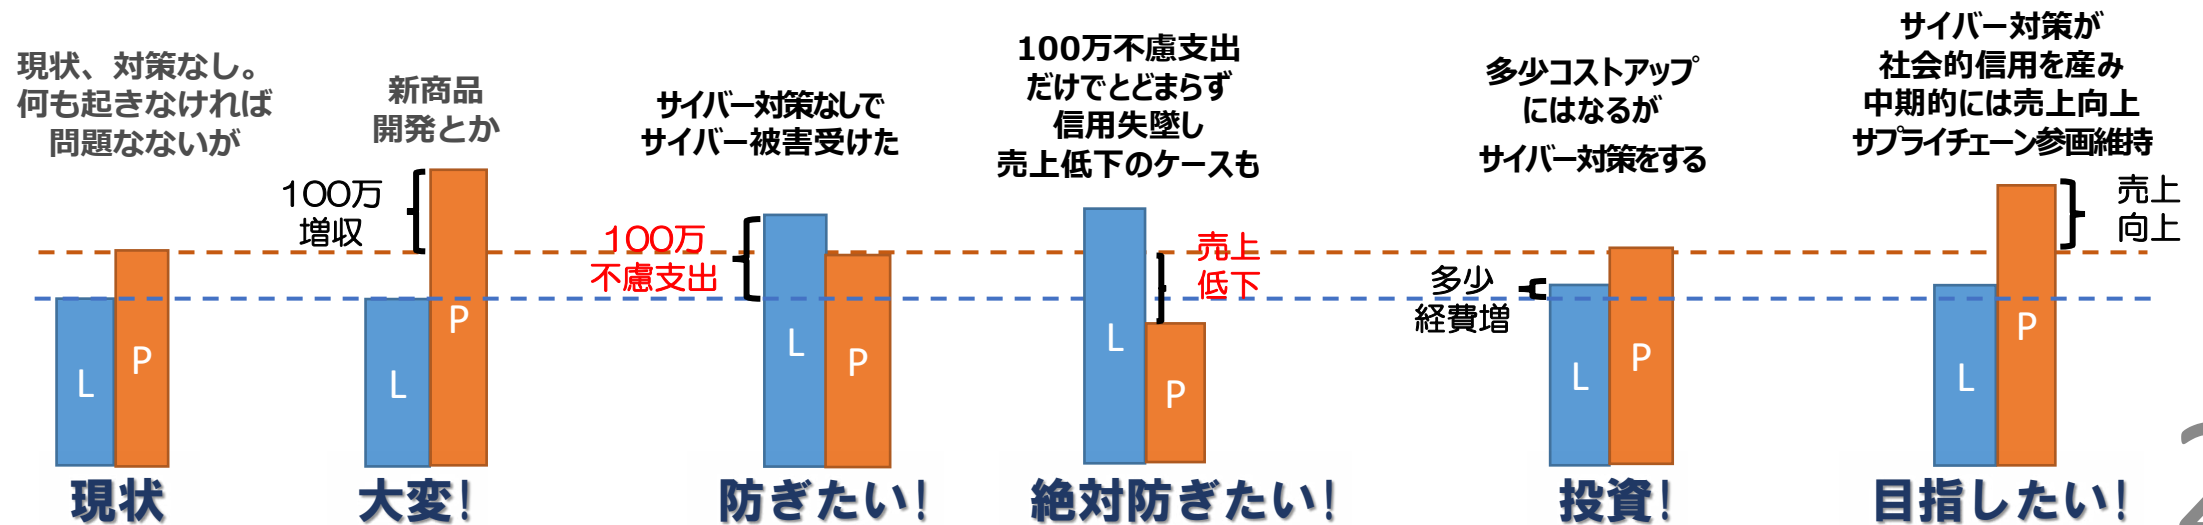 現状、対策なし。
何も起きなければ
問題なないが
新商品
開発とか
サイバー対策なしで
サイバー被害受けた
100万不慮支出
だけでとどまらず
信用失墜し
売上低下のケースも
多少コストアップ
にはなるが
サイバー対策をする
サイバー対策が
社会的信用を産み
中期的には売上向上
サプライチェーン参画維持
100万
増収
100万
不慮支出
売上
低下
多少
経費増
売上
向上
L
P
L
P
L
P
L
P
L
P
L
P
現状
大変!
防ぎたい!
絶対防ぎたい!
投資!
目指したい!